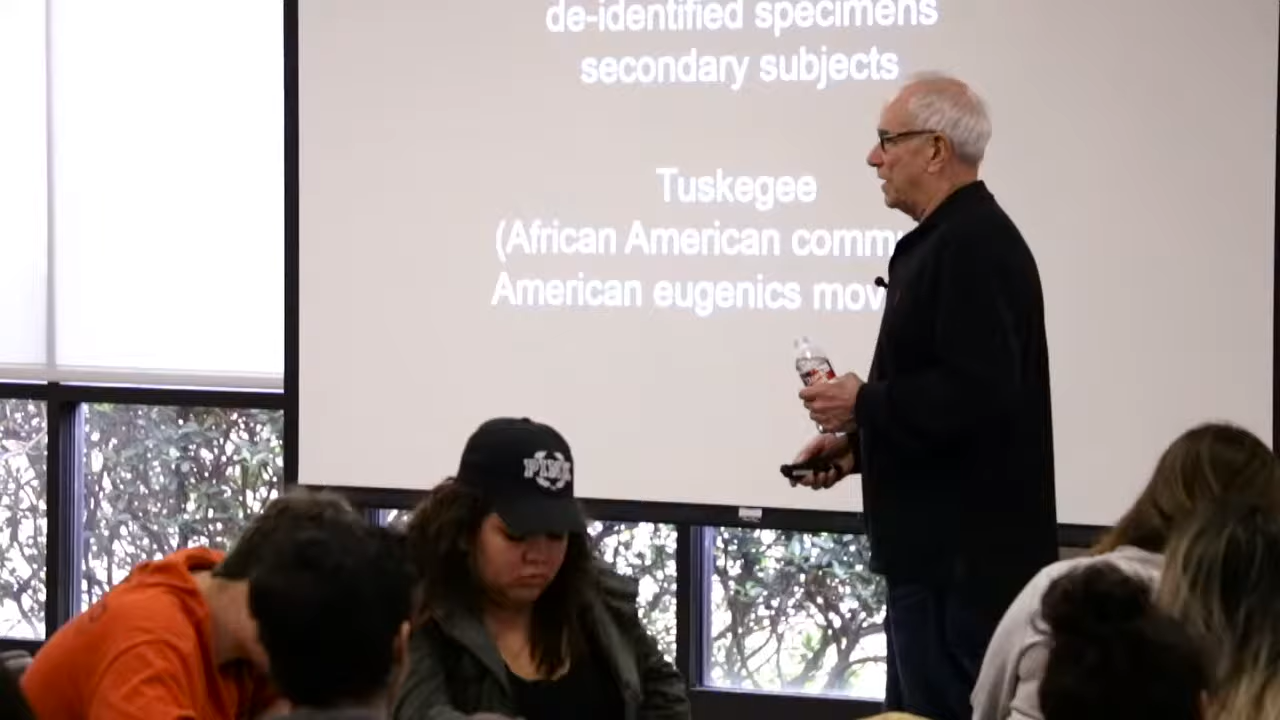 de-identified specimens
secondary subjects
Tuskegee
(African American comm
American eugenics mov
PINK